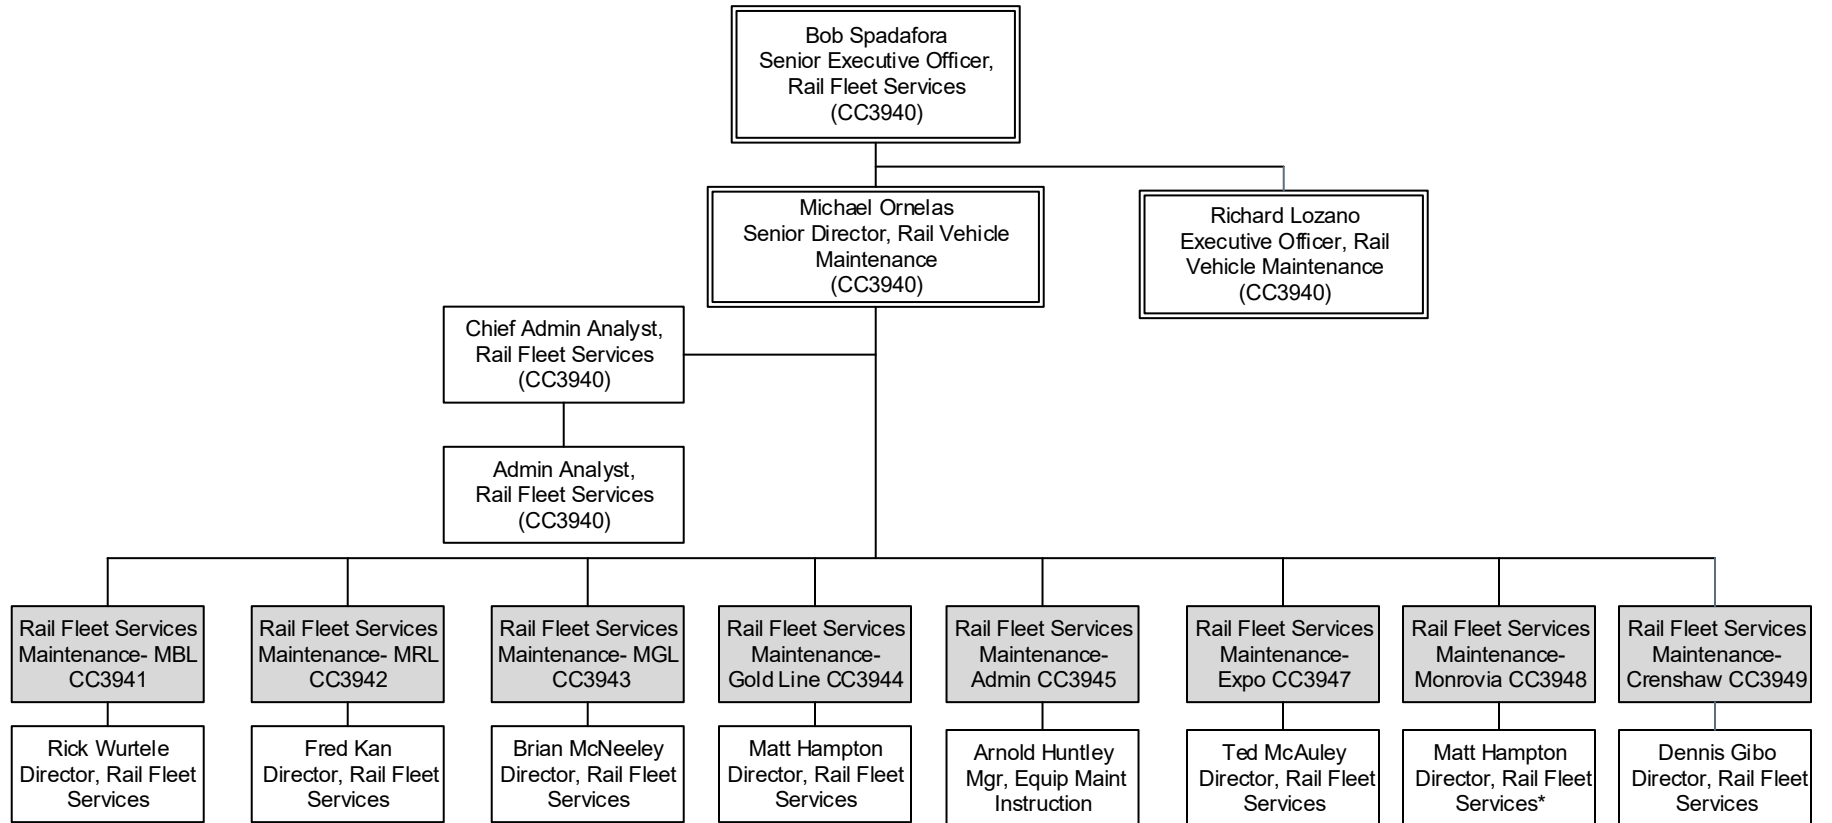 Bob Spadafora
Senior Executive Officer,
Rail Fleet Services
(CC3940)
Michael Ornelas
Senior Director, Rail Vehicle
Maintenance
(CC3940)
Richard Lozano
Executive Officer, Rail
Vehicle Maintenance
(CC3940)
Chief Admin Analyst,
Rail Fleet Services
(CC3940)
Admin Analyst,
Rail Fleet Services
(CC3940)
Rail Fleet Services
Maintenance- MBL
CC3941
Rail Fleet Services
Maintenance- MRL
CC3942
Rail Fleet Services
Maintenance- MGL
CC3943
Rail Fleet Services
Maintenance-
Gold Line CC3944
Rail Fleet Services
Maintenance-
Admin CC3945
Rail Fleet Services
Maintenance-
Expo CC3947
Rail Fleet Services
Maintenance-
Monrovia CC3948
Rail Fleet Services
Maintenance-
Crenshaw CC3949
Rick Wurtele
Director, Rail Fleet
Services
Fred Kan
Director, Rail Fleet
Services
Brian McNeeley
Director, Rail Fleet
Services
Matt Hampton
Director, Rail Fleet
Services
Arnold Huntley
Mgr, Equip Maint
Instruction
Ted McAuley
Director, Rail Fleet
Services
Matt Hampton
Director, Rail Fleet
Services*
Dennis Gibo
Director, Rail Fleet
Services